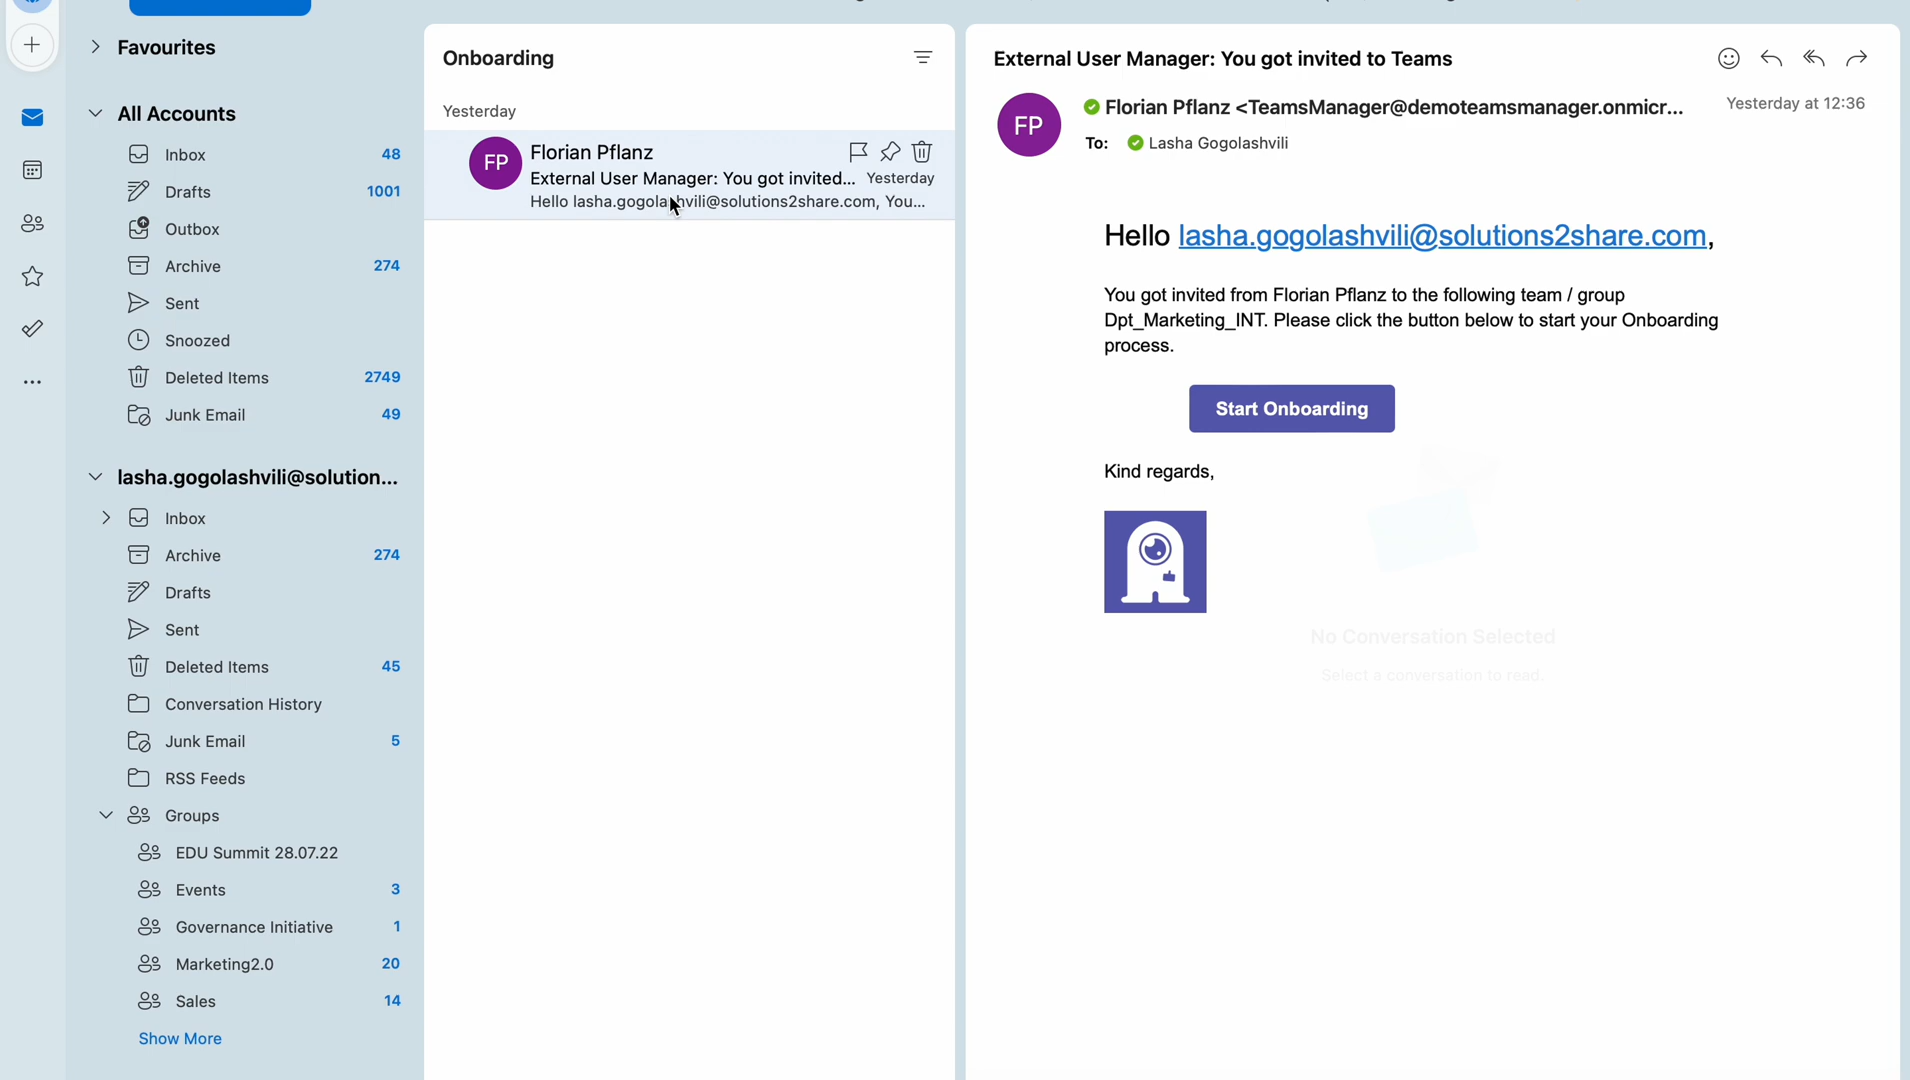 Favourites
All Accounts
Inbox 48
Drafts 1001
Outbox
Archive 274
Sent
Snoozed
Deleted Items 2749
Junk Email 49
lasha.gogolashvili@solution...
Inbox
Archive 274
Drafts
Sent
Deleted Items 45
Conversation History
Junk Email 5
RSS Feeds
Groups
EDU Summit 28.07.22
Events 3
Governance Initiative 1
Marketing2.0 20
Sales 14
Show More
Onboarding
Yesterday
FP
Florian Pflanz
External User Manager: You got invited... Yesterday
Hello lasha.gogolashvili@solutions2share.com, You...
External User Manager: You got invited to Teams
FP
Florian Pflanz <TeamsManager@demoteamsmanager.onmicr... Yesterday at 12:36
To: Lasha Gogolashvili
Hello lasha.gogolashvili@solutions2share.com,
You got invited from Florian Pflanz to the following team / group
Dpt_Marketing_INT. Please click the button below to start your Onboarding
process.
Start Onboarding
Kind regards,
No Conversation Selected
Select a conversation to read.